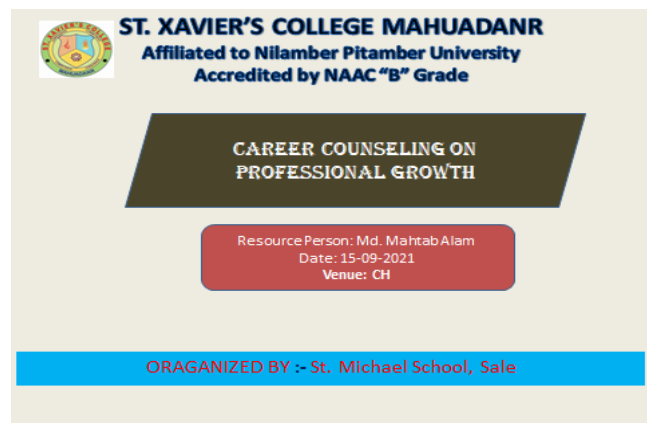 ST. XAVIER'S COLLEGE MAHUADANR
Affiliated to Nilamber Pitamber University
Accredited by NAAC “B” Grade
CAREER COUNSELING ON
PROFESSIONAL GROWTH
Resource Person: Md. Mahtab Alam
Date: 15-09-2021
Venue: CH
ORAGANIZED BY :- St. Michael School, Sale